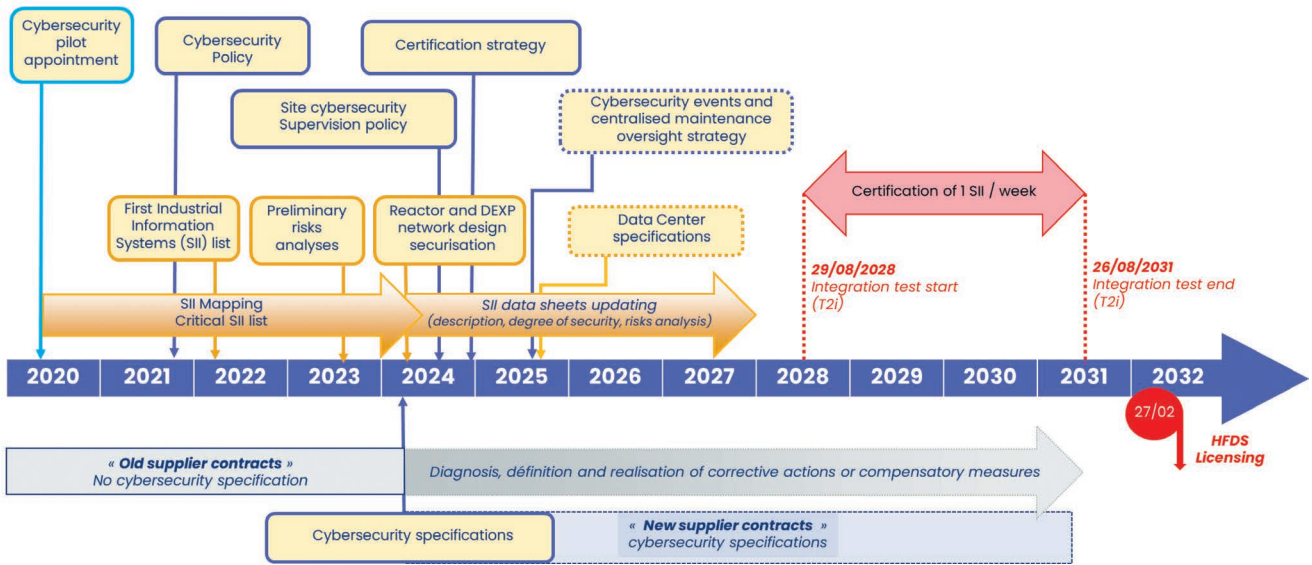 Cybersecurity
pilot
appointment
Cybersecurity
Policy
Certification strategy
Site cybersecurity
Supervision policy
Cybersecurity events and
centralised maintenance
oversight strategy
First Industrial
Information
Systems (SII) list
Preliminary
risks
analyses
Reactor and DEXP
network design
securisation
Data Center
specifications
Certification of 1 SII / week
29/08/2028
Integration test start
(T2i)
26/08/2031
Integration test end
(T2i)
SII Mapping
Critical SII list
SII data sheets updating
(description, degree of security, risks analysis)
2020 2021 2022 2023 2024 2025 2026 2027 2028 2029 2030 2031 2032
27/02
HFDS
Licensing
« Old supplier contracts »
No cybersecurity specification
Diagnosis, définition and realisation of corrective actions or compensatory measures
Cybersecurity specifications
« New supplier contracts »
cybersecurity specifications